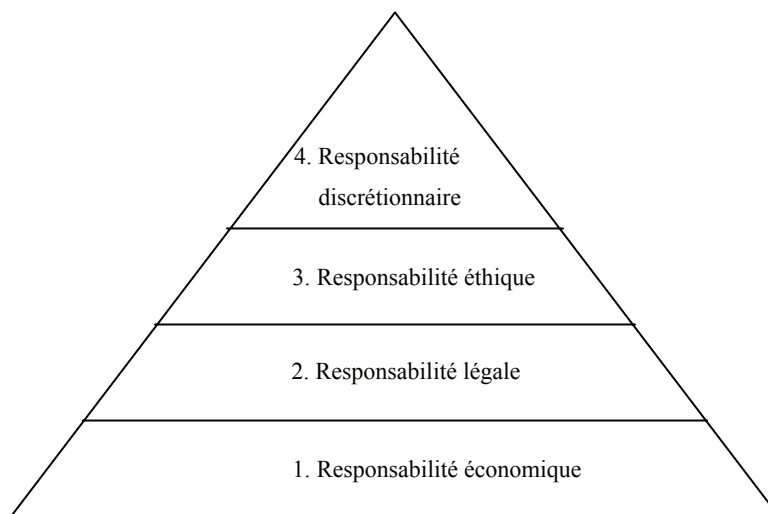 4. Responsabilité
discrétionnaire
3. Responsabilité éthique
2. Responsabilité légale
1. Responsabilité économique